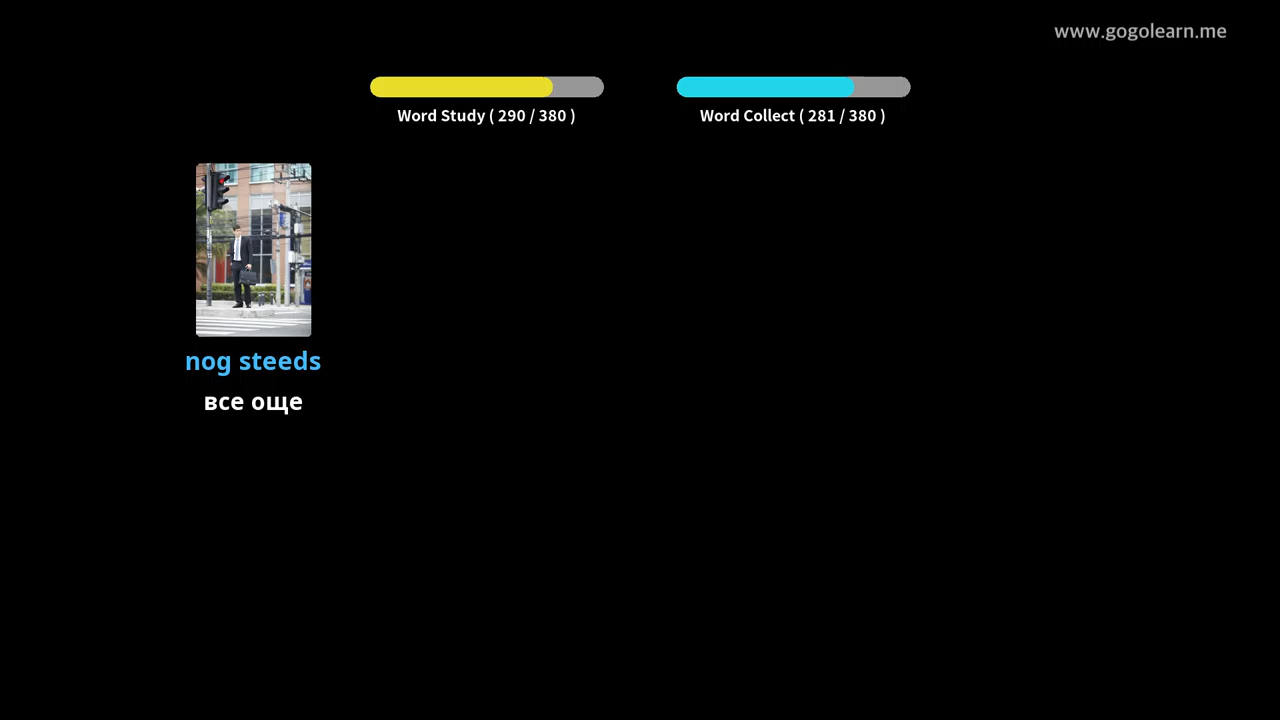 www.gogolearn.me
Word Study ( 290 / 380 )
Word Collect ( 281 / 380 )
nog steeds
все още